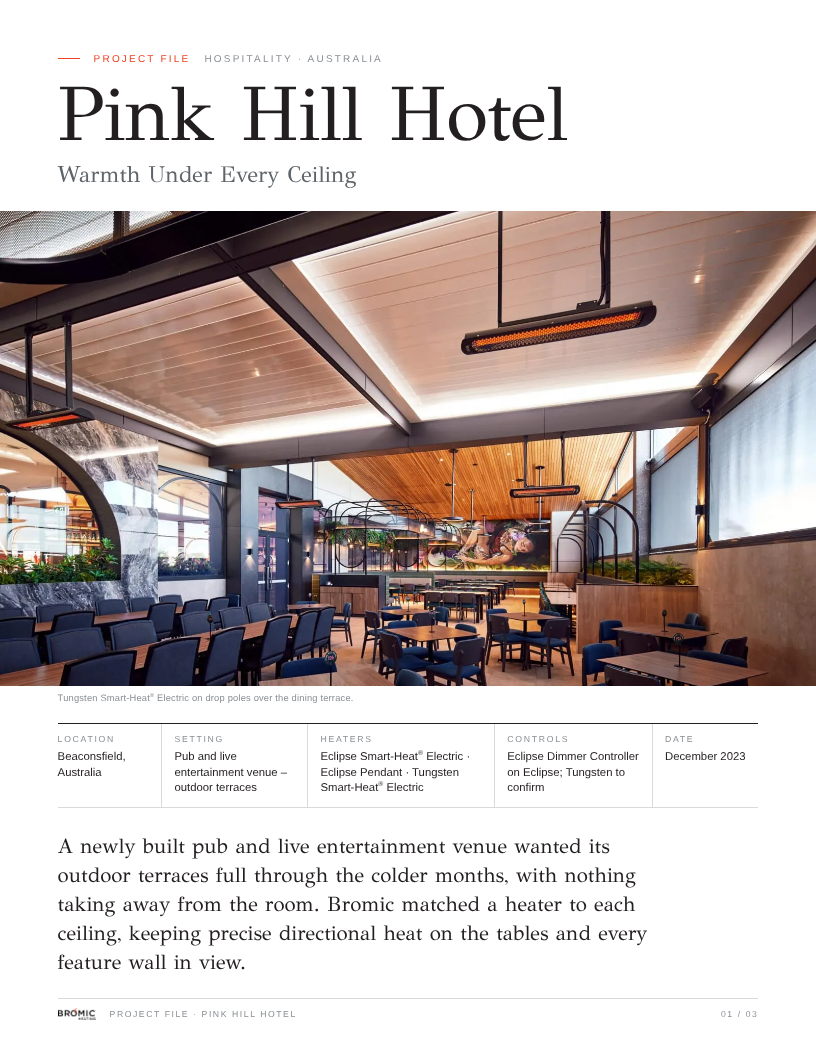 PROJECT FILE HOSPITALITY · AUSTRALIA
Pink Hill Hotel
Warmth Under Every Ceiling
Tungsten Smart-Heat® Electric on drop poles over the dining terrace.
LOCATION
Beaconsfield,
Australia
SETTING
Pub and live
entertainment venue –
outdoor terraces
HEATERS
Eclipse Smart-Heat® Electric ·
Eclipse Pendant · Tungsten
Smart-Heat® Electric
CONTROLS
Eclipse Dimmer Controller
on Eclipse; Tungsten to
confirm
DATE
December 2023
A newly built pub and live entertainment venue wanted its
outdoor terraces full through the colder months, with nothing
taking away from the room. Bromic matched a heater to each
ceiling, keeping precise directional heat on the tables and every
feature wall in view.
BROMIC
HEATING
PROJECT FILE · PINK HILL HOTEL
01 / 03